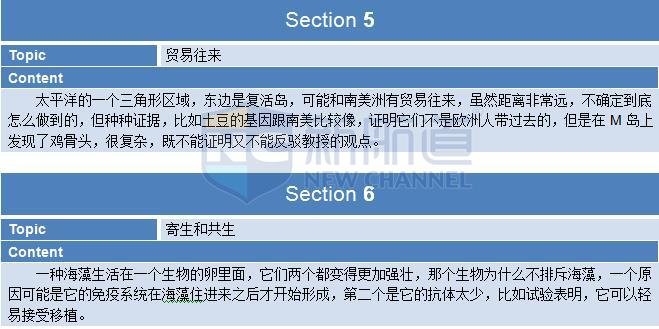 Section 5
Topic 贸易往来
Content
太平洋的一个三角形区域，东边是复活岛，可能和南美洲有贸易往来，虽然距离非常远，不确定到底
怎么做到的，但种种证据，比如土豆的基因跟南美比较像，证明它们不是欧洲人带过去的，但是在 M 岛上
发现了鸡骨头，很复杂，既不能证明又不能反驳教授的观点。
新航道
NEW CHANNEL
Section 6
Topic 寄生和共生
Content
一种海藻生活在一个生物的卵里面，它们两个都变得更加强壮，那个生物为什么不排斥海藻，一个原
因可能是它的免疫系统在海藻住进来之后才开始形成，第二个是它的抗体太少，比如试验表明，它可以轻
易接受移植。